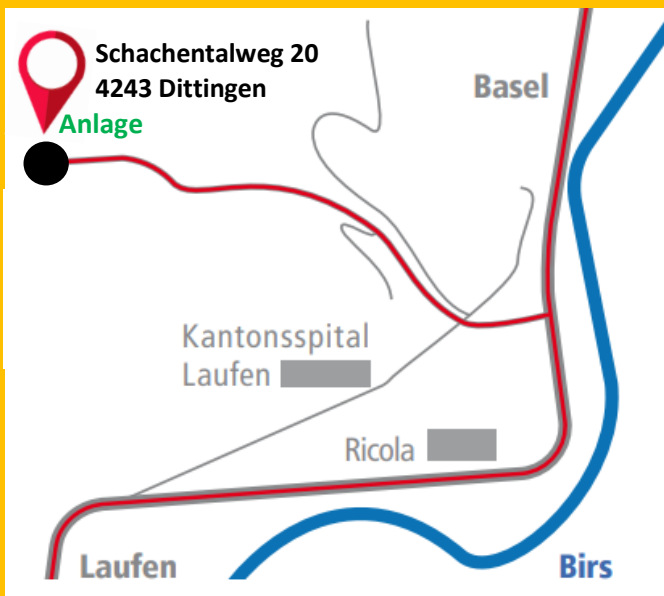 Schachentalweg 20
4243 Dittingen
Anlage
Basel
Kantonsspital
Laufen
Ricola
Laufen
Birs